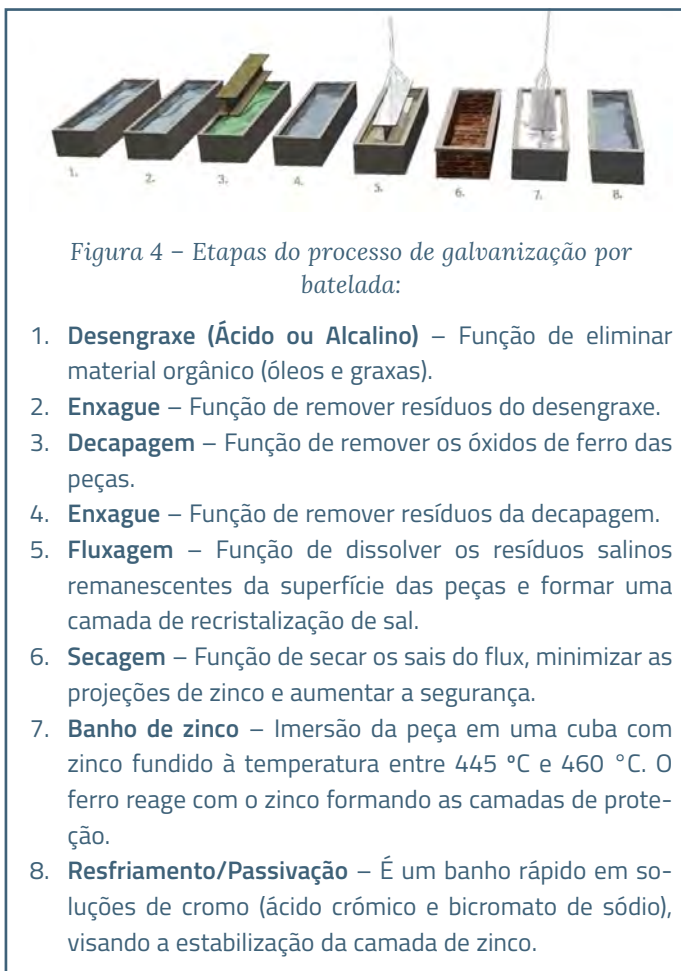 1.
2.
3.
4.
5.
6.
7.
8.
Figura 4 – Etapas do processo de galvanização por
batelada:
1. Desengraxe (Ácido ou Alcalino) – Função de eliminar
material orgânico (óleos e graxas).
2. Enxague – Função de remover resíduos do desengraxe.
3. Decapagem – Função de remover os óxidos de ferro das
peças.
4. Enxague – Função de remover resíduos da decapagem.
5. Fluxagem – Função de dissolver os resíduos salinos
remanescentes da superfície das peças e formar uma
camada de recristalização de sal.
6. Secagem – Função de secar os sais do flux, minimizar as
projeções de zinco e aumentar a segurança.
7. Banho de zinco – Imersão da peça em uma cuba com
zinco fundido à temperatura entre 445 ºC e 460 °C. O
ferro reage com o zinco formando as camadas de prote-
ção.
8. Resfriamento/Passivação – É um banho rápido em so-
luções de cromo (ácido crómico e bicromato de sódio),
visando a estabilização da camada de zinco.